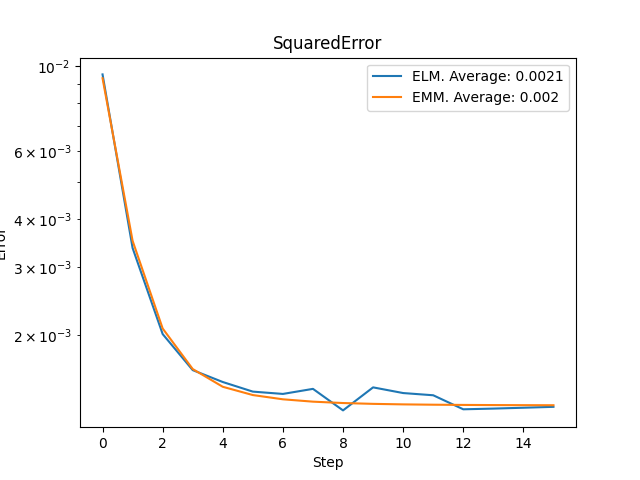 SquaredError
ELM. Average: 0.0021
EMM. Average: 0.002
10⁻²
6 × 10⁻³
4 × 10⁻³
3 × 10⁻³
2 × 10⁻³
Error
0 2 4 6 8 10 12 14
Step